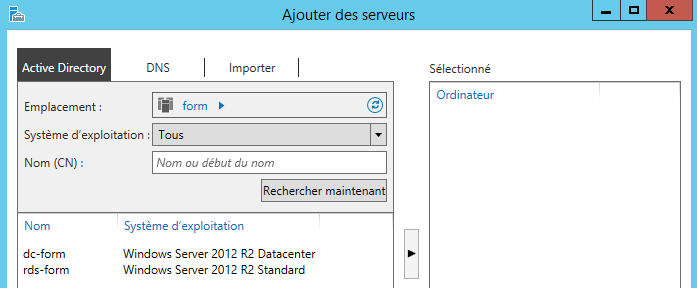 Ajouter des serveurs
Active Directory DNS Importer
Emplacement : form
Système d'exploitation : Tous
Nom (CN) : Nom ou début du nom
Rechercher maintenant
Nom Système d'exploitation
dc-form Windows Server 2012 R2 Datacenter
rds-form Windows Server 2012 R2 Standard
Sélectionné
Ordinateur